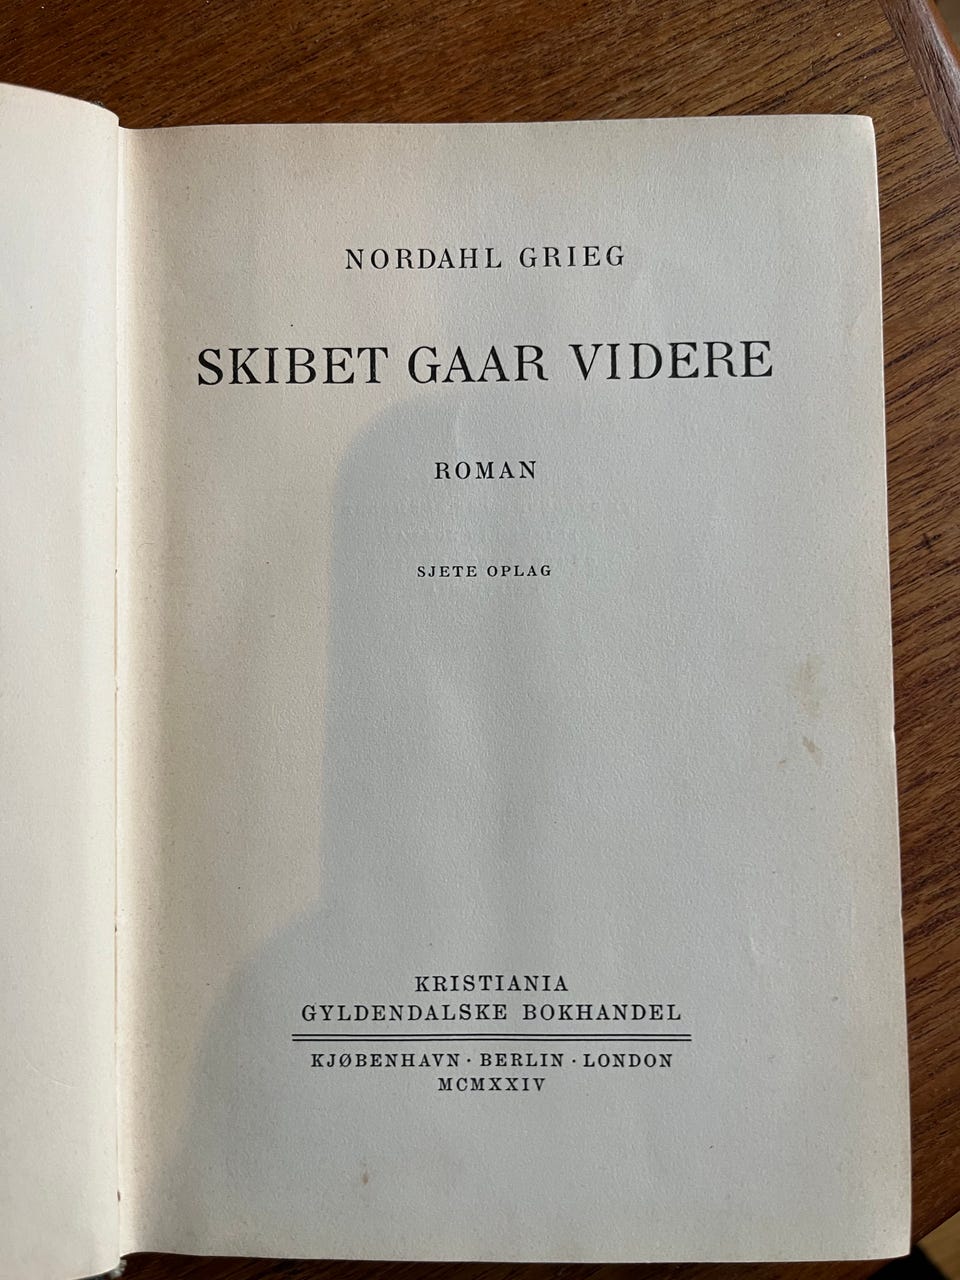 NORDAHL GRIEG
SKIBET GAAR VIDERE
ROMAN
SJETE OPLAG
KRISTIANIA
GYLDENDALSKE BOKHANDEL
KJØBENHAVN · BERLIN · LONDON
MCMXXIV